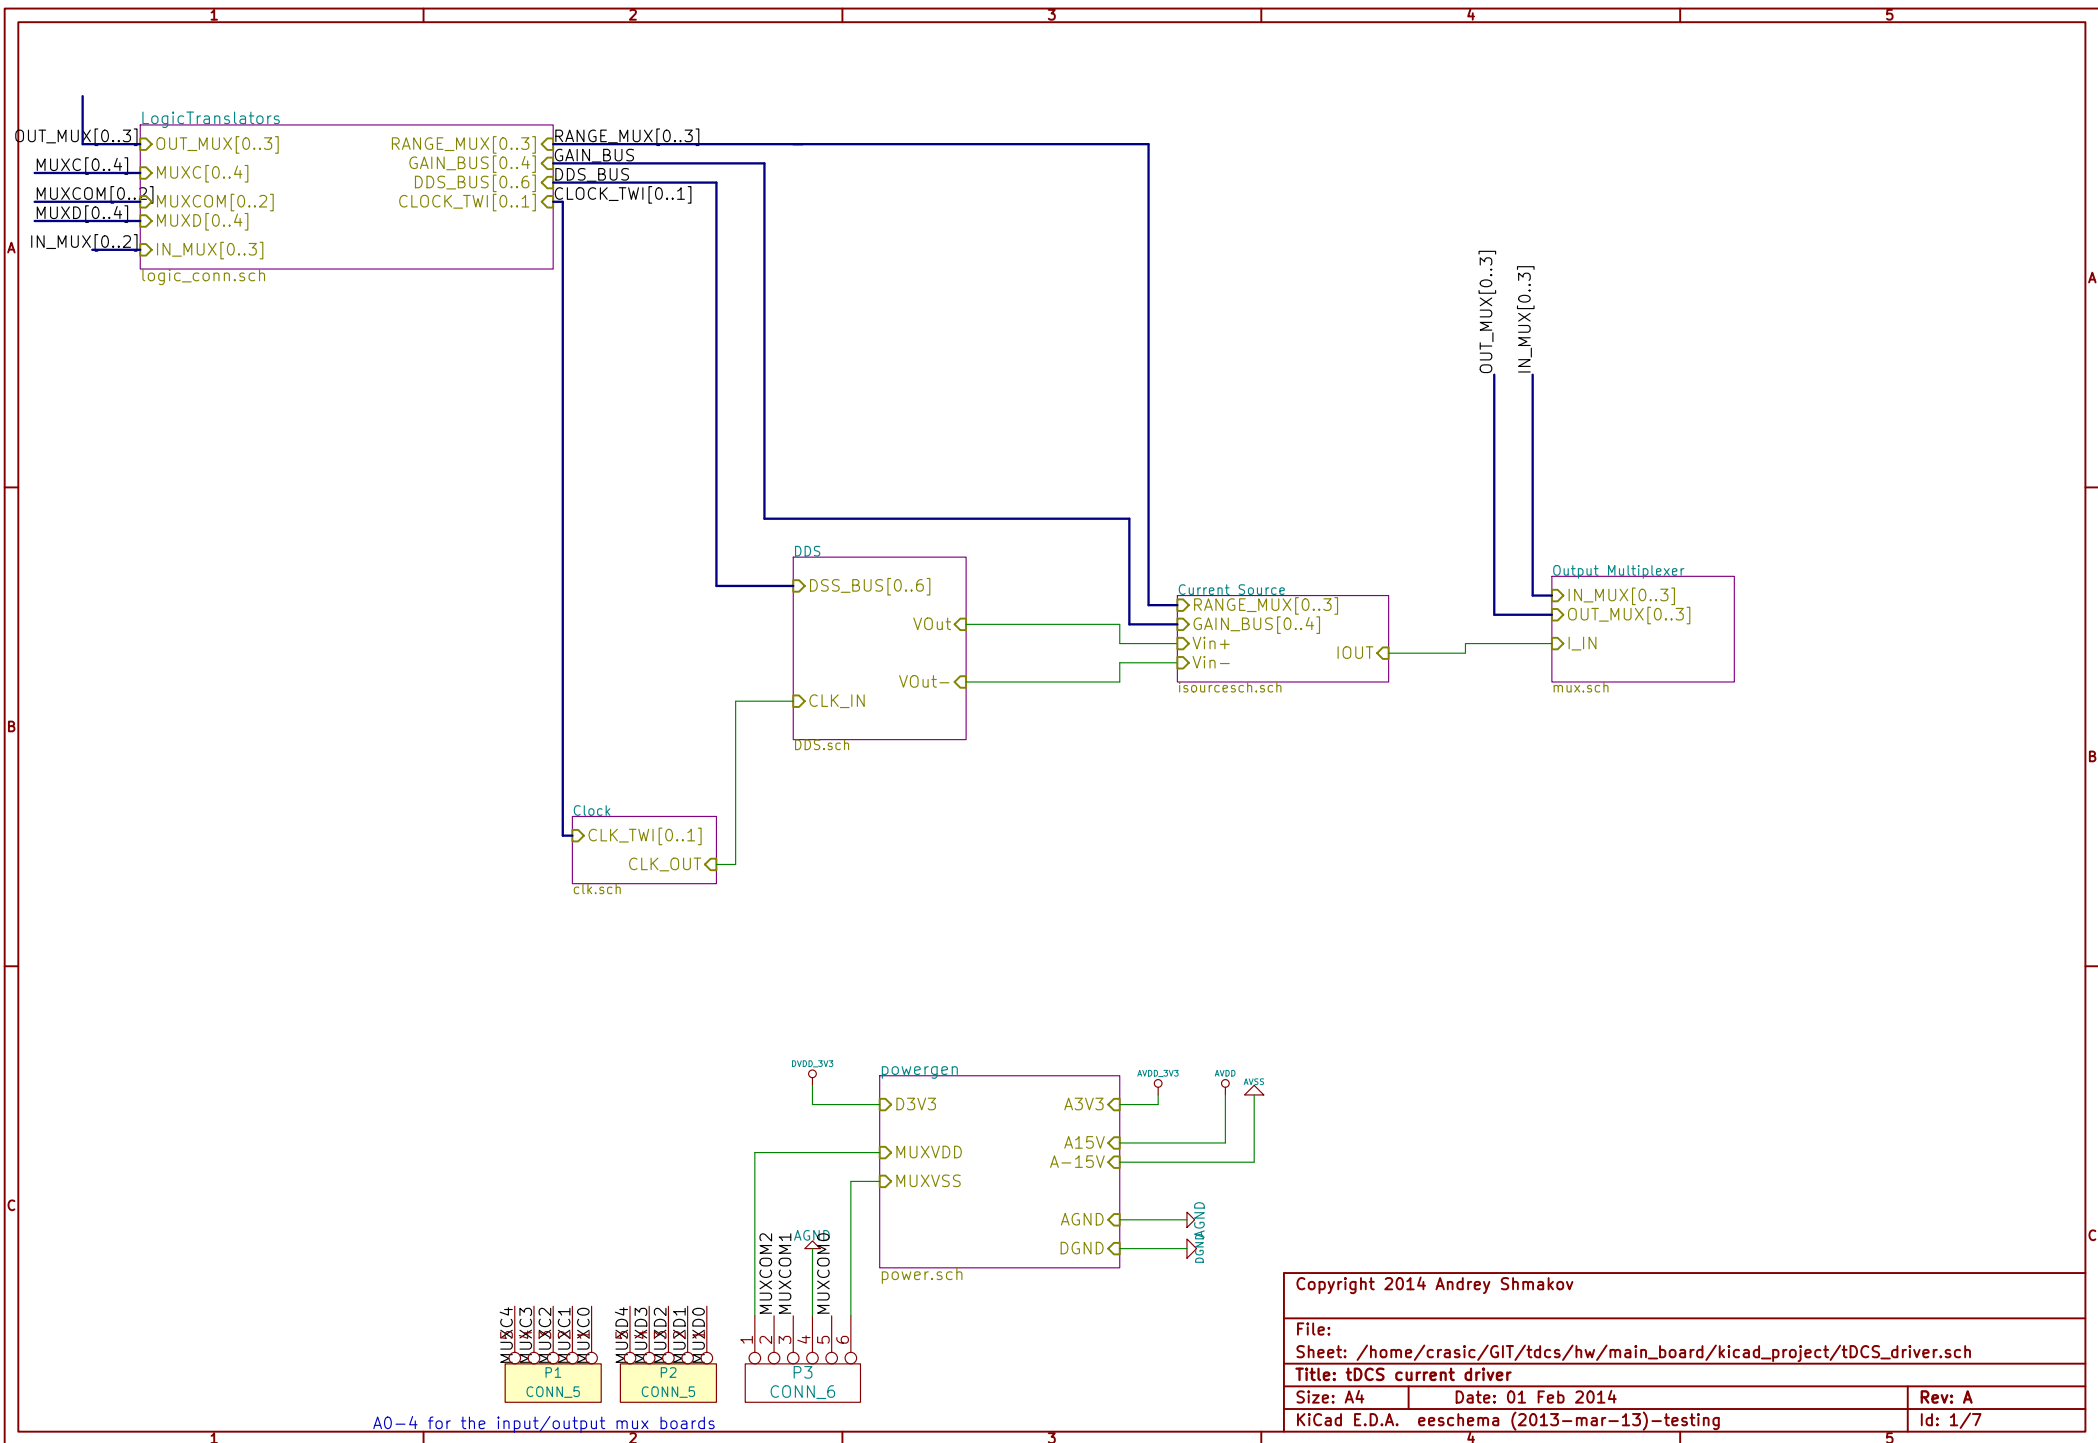 1 2 3 4 5
LogicTranslators
OUT_MUX[0..3]
MUXC[0..4]
MUXCOM[0..2]
MUXD[0..4]
IN_MUX[0..2]
OUT_MUX[0..3]
MUXC[0..4]
MUXCOM[0..2]
MUXD[0..4]
IN_MUX[0..3]
RANGE_MUX[0..3]
GAIN_BUS[0..4]
DDS_BUS[0..6]
CLOCK_TWI[0..1]
RANGE_MUX[0..3]
GAIN_BUS
DDS_BUS
CLOCK_TWI[0..1]
logic_conn.sch
A
A
OUT_MUX[0..3]
IN_MUX[0..3]
DDS
DSS_BUS[0..6]
VOut
VOut-
CLK_IN
DDS.sch
Current Source
RANGE_MUX[0..3]
GAIN_BUS[0..4]
Vin+
Vin-
IOUT
isourcesch.sch
Output Multiplexer
IN_MUX[0..3]
OUT_MUX[0..3]
I_IN
mux.sch
B
B
Clock
CLK_TWI[0..1]
CLK_OUT
clk.sch
DVDD_3V3
powergen
AVDD_3V3
AVDD
AVSS
D3V3
MUXVDD
MUXVSS
A3V3
A15V
A-15V
AGND
DGND
AGND
DGND
power.sch
C
C
AGND
MUXCOM2
MUXCOM1
MUXCOM0
1
2
3
4
5
6
P3
CONN_6
MUXC4
MUXC3
MUXC2
MUXC1
MUXC0
P1
CONN_5
MUXD4
MUXD3
MUXD2
MUXD1
MUXD0
P2
CONN_5
A0-4 for the input/output mux boards
Copyright 2014 Andrey Shmakov
File:
Sheet: /home/crasic/GIT/tdcs/hw/main_board/kicad_project/tDCS_driver.sch
Title: tDCS current driver
Size: A4 Date: 01 Feb 2014 Rev: A
KiCad E.D.A. eeschema (2013-mar-13)-testing Id: 1/7
1 2 3 4 5